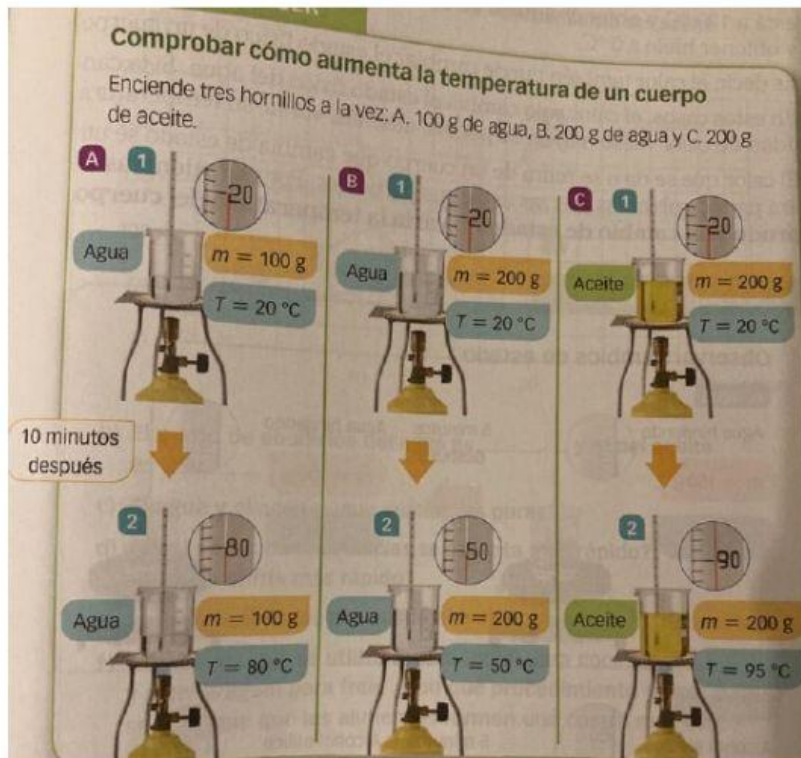 Comprobar cómo aumenta la temperatura de un cuerpo
Enciende tres hornillos a la vez: A. 100 g de agua, B. 200 g de agua y C. 200 g
de aceite.
A
1
20
Agua
m = 100 g
T = 20 °C
B
1
20
Agua
m = 200 g
T = 20 °C
C
1
20
Aceite
m = 200 g
T = 20 °C
10 minutos
después
2
80
Agua
m = 100 g
T = 80 °C
2
50
Agua
m = 200 g
T = 50 °C
2
90
Aceite
m = 200 g
T = 95 °C